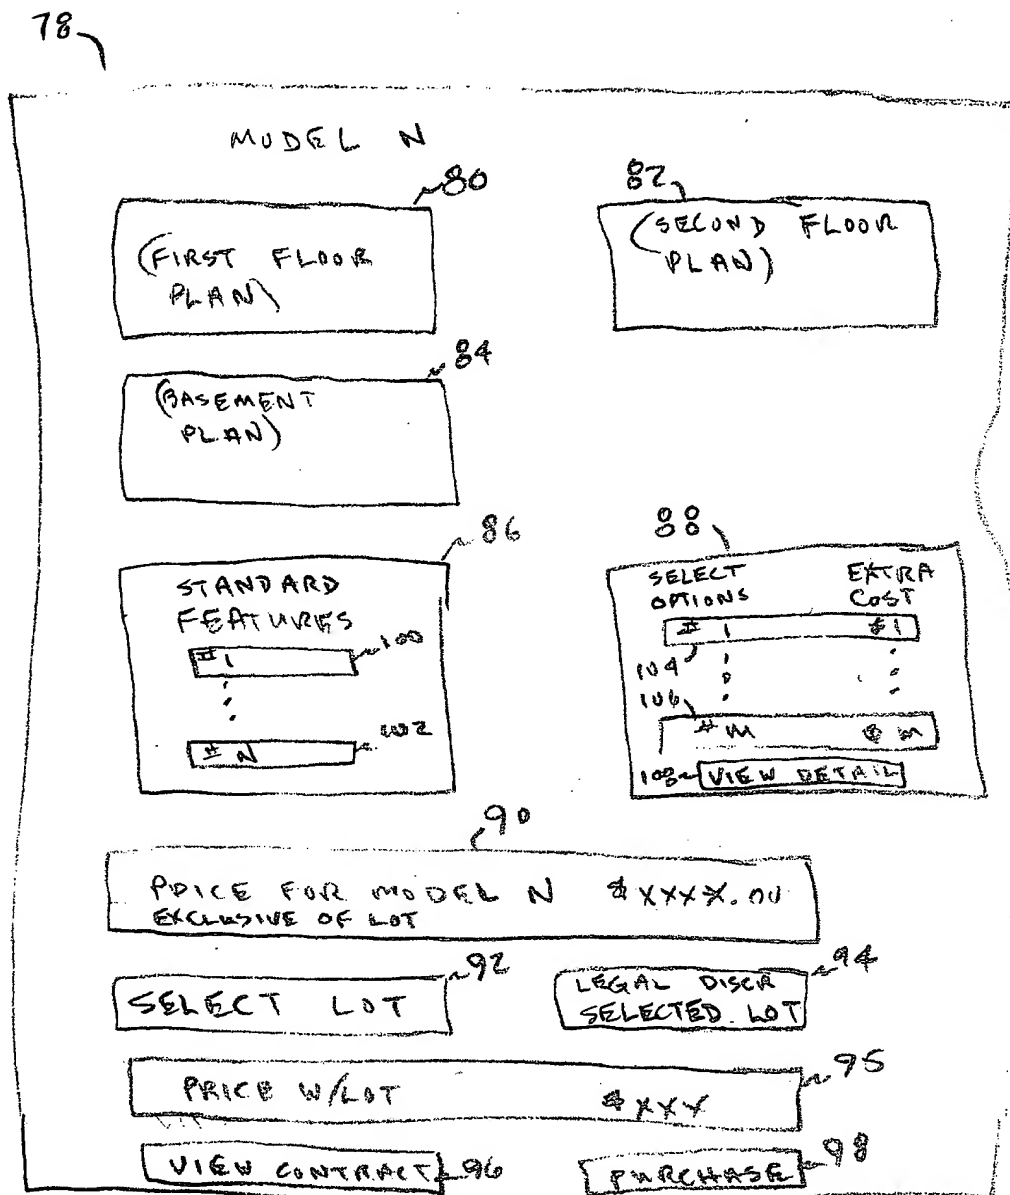 78
MODEL N
80
82
(FIRST FLOOR
PLAN)
(SECOND FLOOR
PLAN)
84
(BASEMENT
PLAN)
86
88
STANDARD
FEATURES
#1
100
#N
102
SELECT
OPTIONS
EXTRA
COST
# 1 $1
104
106
# M $ M
108 VIEW DETAIL
90
PRICE FOR MODEL N $XXXX.00
EXCLUSIVE OF LOT
92
94
SELECT LOT
LEGAL DISCR
SELECTED LOT
95
PRICE W/LOT $XXX
VIEW CONTRACT 96
PURCHASE 98